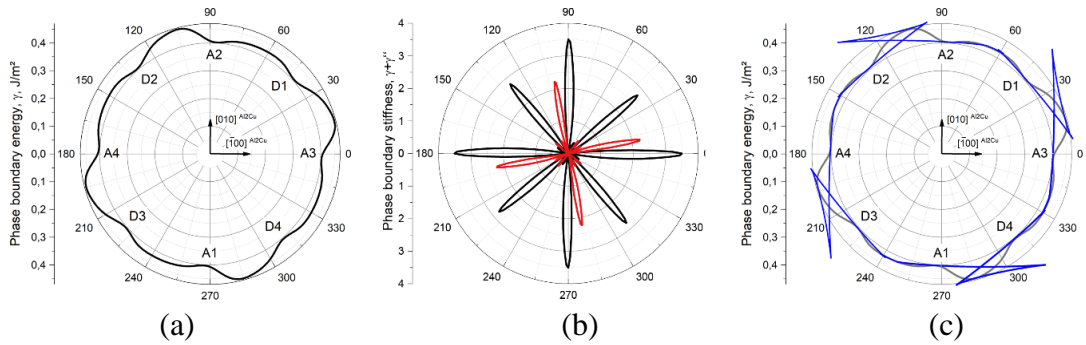 Phase boundary energy, γ, J/m²
0,4
0,3
0,2
0,1
0,0
0,1
0,2
0,3
0,4
90
120
60
150
30
180
0
210
330
240
300
270
A2
D2
D1
[010] Al2Cu
[1̄00] Al2Cu
A4
A3
D3
D4
A1
(a)
Phase boundary stiffness, γ+γ''
4
3
2
1
0
1
2
3
4
90
120
60
150
30
210
330
240
300
270
(b)
Phase boundary energy, γ, J/m²
0,4
0,3
0,2
0,1
0,0
0,1
0,2
0,3
0,4
90
120
60
150
30
180
0
210
330
240
300
270
A2
D2
D1
[010] Al2Cu
[1̄00] Al2Cu
A4
A3
D3
D4
A1
(c)